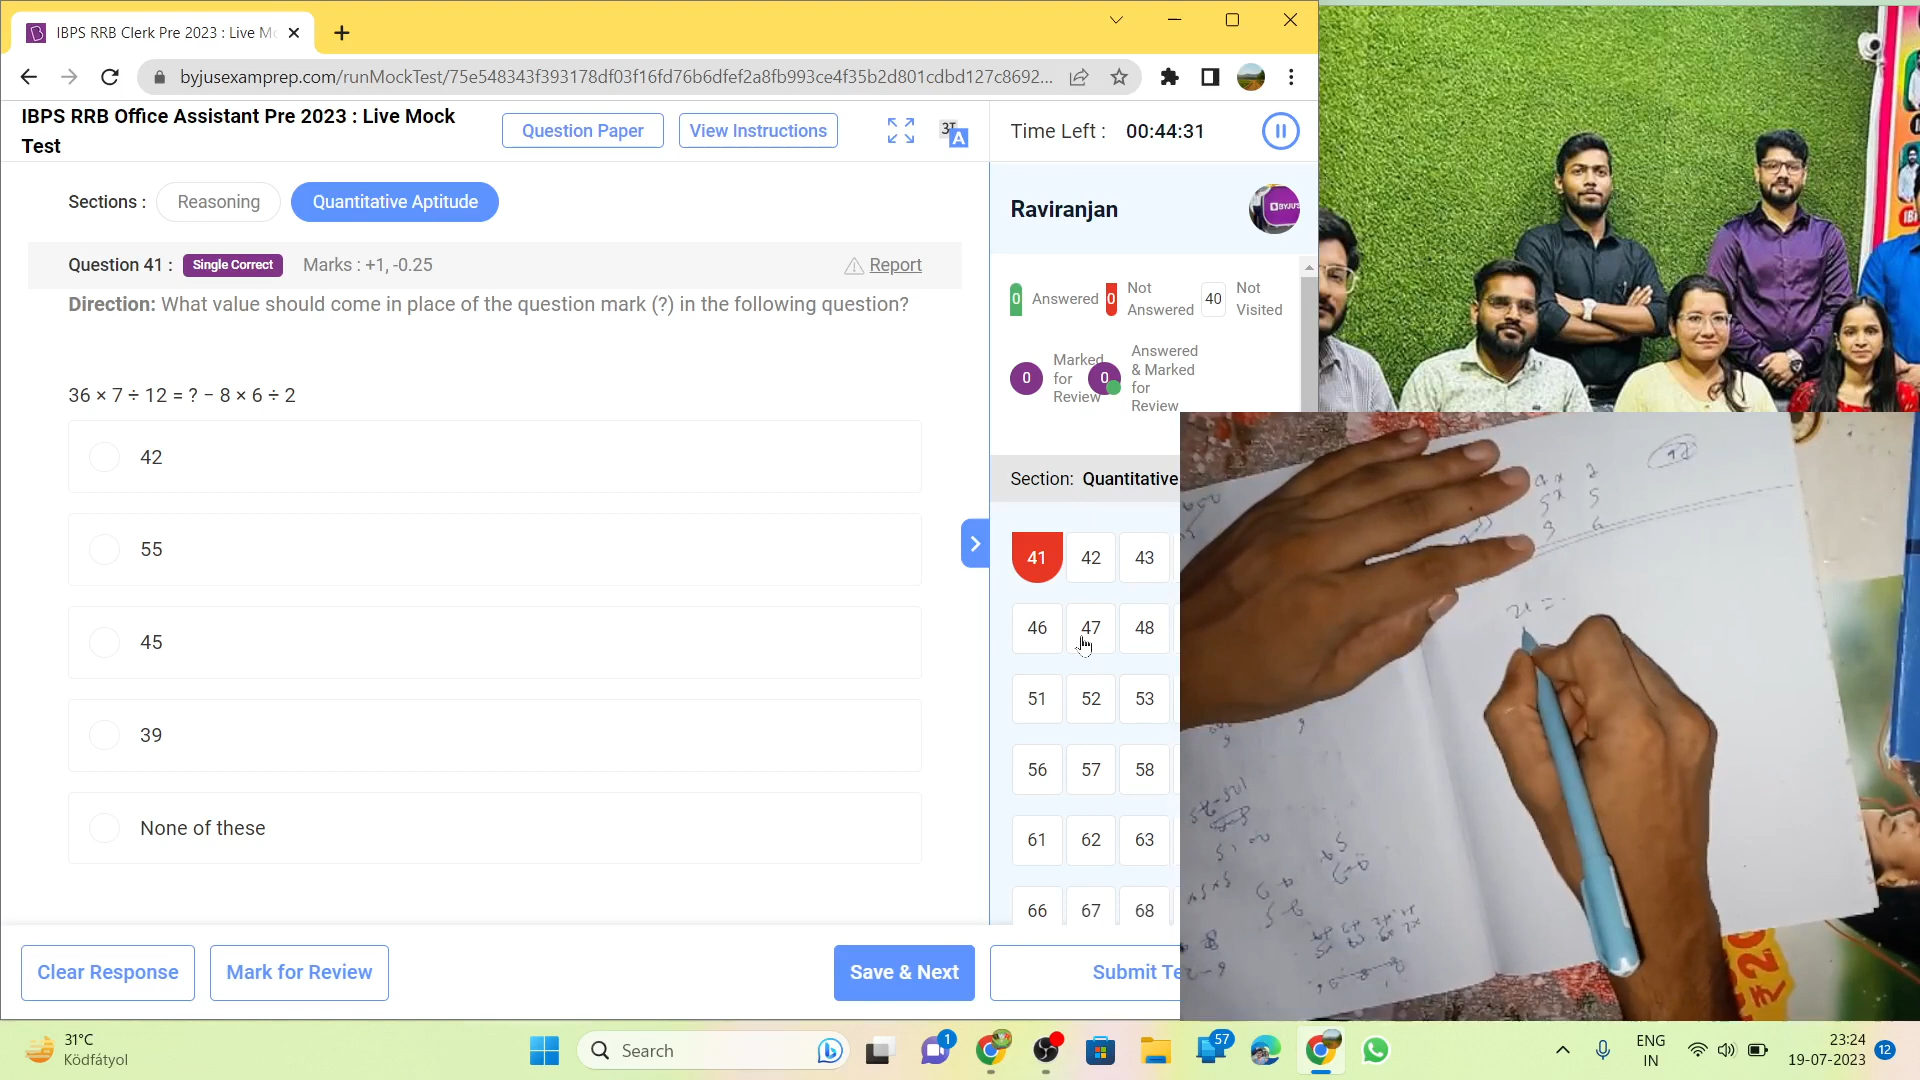 IBPS RRB Clerk Pre 2023 : Live M
byjusexamprep.com/runMockTest/75e548343f393178df03f16fd76b6dfef2a8fb993ce4f35b2d801cdbd127c8692...
IBPS RRB Office Assistant Pre 2023 : Live Mock
Test
Question Paper
View Instructions
Time Left : 00:44:31
Sections :
Reasoning
Quantitative Aptitude
Raviranjan
BYJU'S
Question 41 :
Single Correct
Marks : +1, -0.25
Report
Direction: What value should come in place of the question mark (?) in the following question?
36 × 7 ÷ 12 = ? − 8 × 6 ÷ 2
42
55
45
39
None of these
0 Answered
0 Not Answered
40 Not Visited
0 Marked for Review
0 Answered & Marked for Review
Section: Quantitative
41 42 43
46 47 48
51 52 53
56 57 58
61 62 63
66 67 68
Clear Response
Mark for Review
Save & Next
Submit Te
21 =
31°C
Ködfátyol
Search
1
57
ENG
IN
23:24
19-07-2023
12